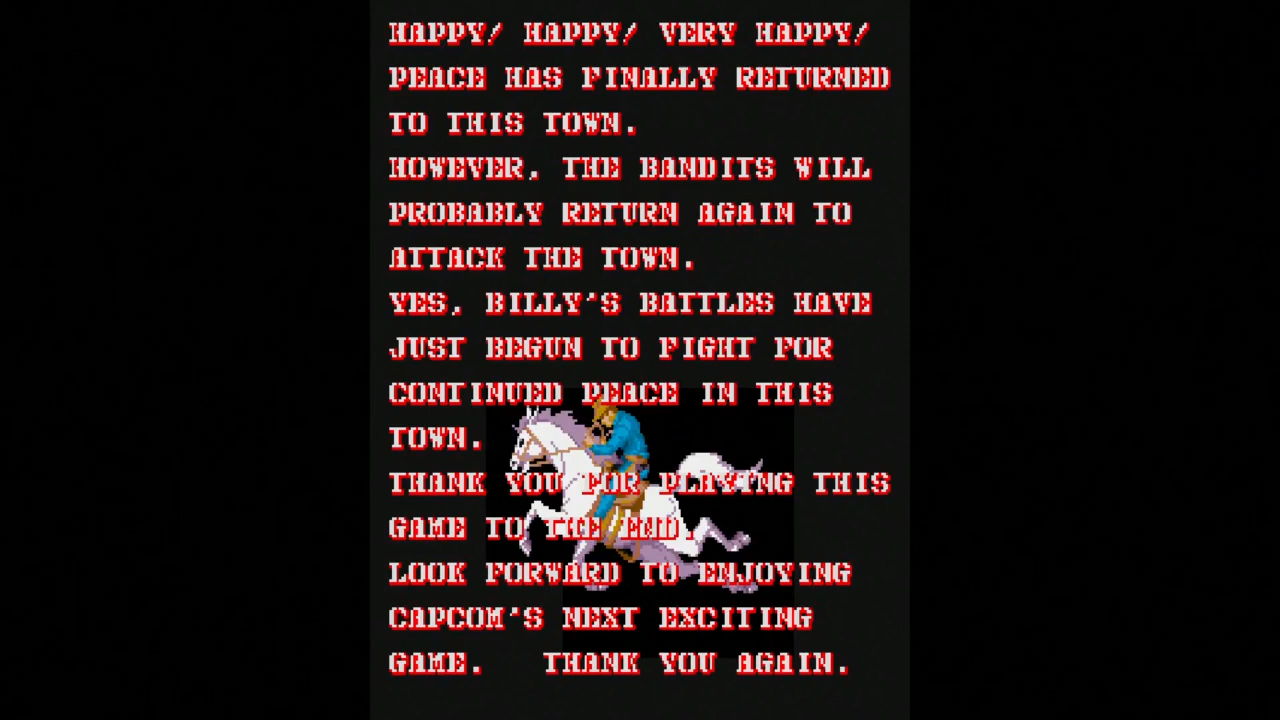 HAPPY! HAPPY! VERY HAPPY!
PEACE HAS FINALLY RETURNED
TO THIS TOWN.
HOWEVER, THE BANDITS WILL
PROBABLY RETURN AGAIN TO
ATTACK THE TOWN.
YES, BILLY'S BATTLES HAVE
JUST BEGUN TO FIGHT FOR
CONTINUED PEACE IN THIS
TOWN.
THANK YOU FOR PLAYING THIS
GAME TO THE END.
LOOK FORWARD TO ENJOYING
CAPCOM'S NEXT EXCITING
GAME. THANK YOU AGAIN.